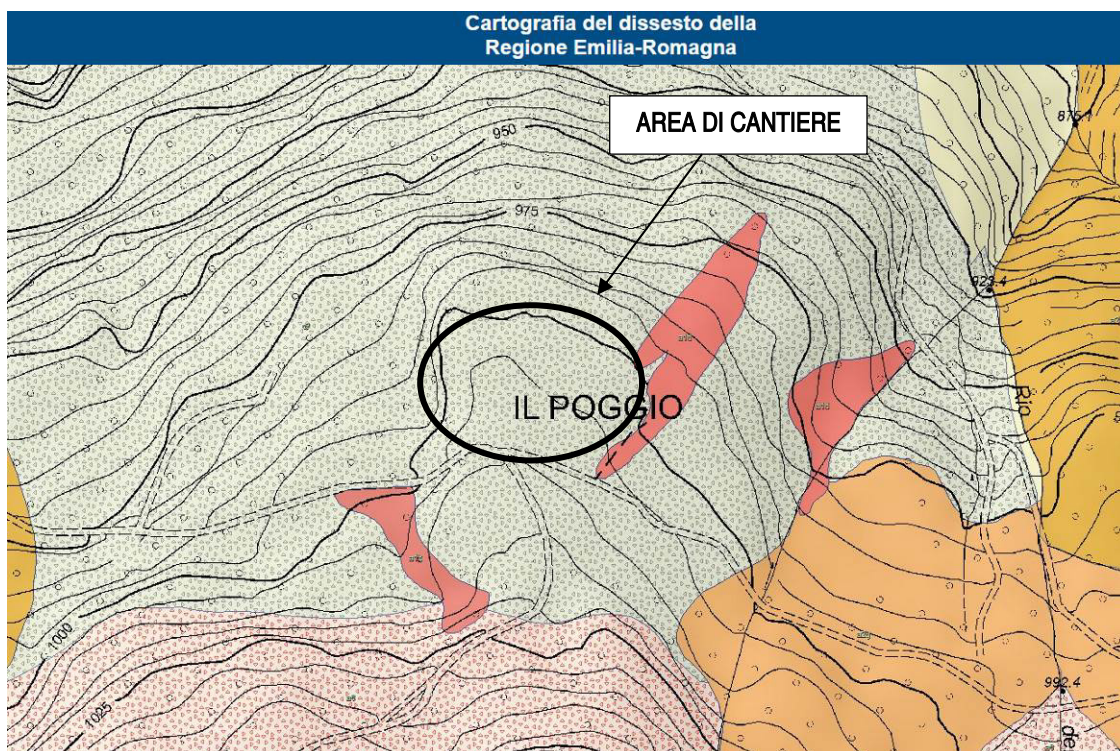 Cartografia del dissesto della
Regione Emilia-Romagna
AREA DI CANTIERE
875.1
950
975
923.4
Rio
IL POGGIO
1000
992.4
1025
de